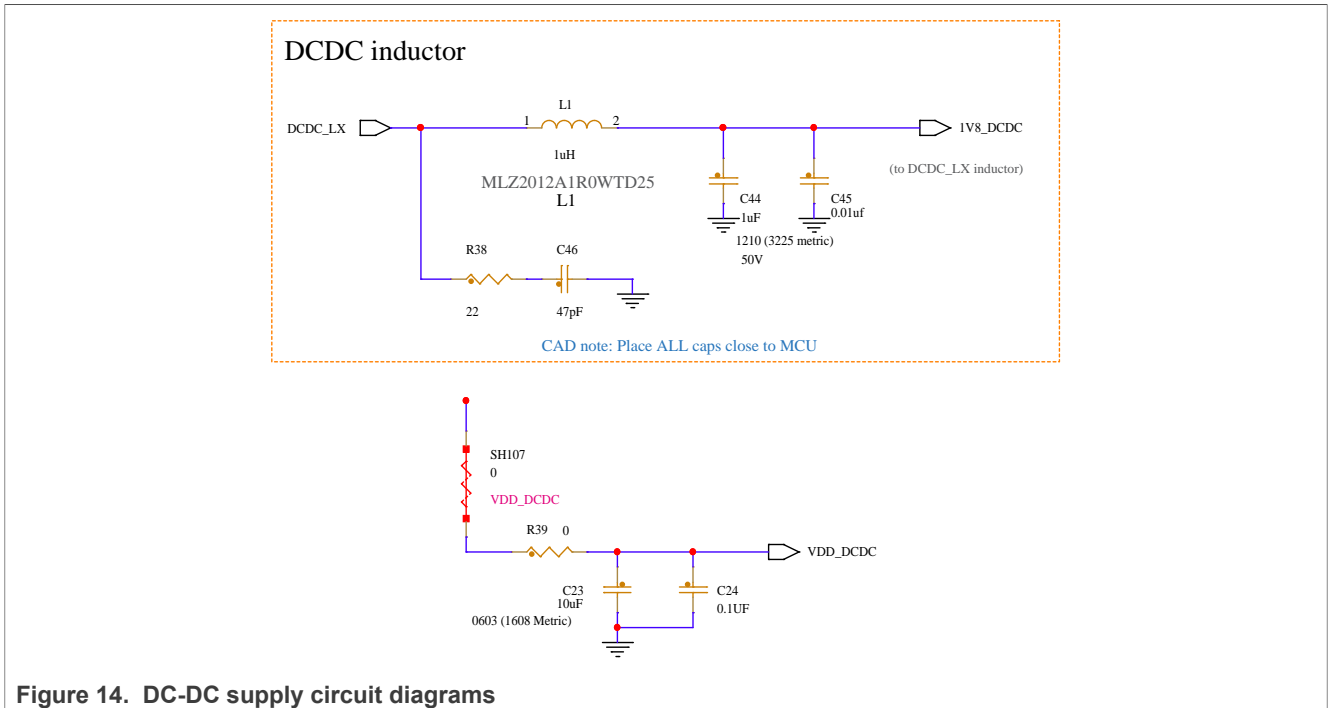 DCDC inductor
L1
DCDC_LX
1
2
1V8_DCDC
1uH
(to DCDC_LX inductor)
MLZ2012A1R0WTD25
L1
C44
1uF
C45
0.01uf
1210 (3225 metric)
50V
R38
C46
22
47pF
CAD note: Place ALL caps close to MCU
SH107
0
VDD_DCDC
R39
0
VDD_DCDC
C23
10uF
C24
0.1UF
0603 (1608 Metric)
Figure 14. DC-DC supply circuit diagrams